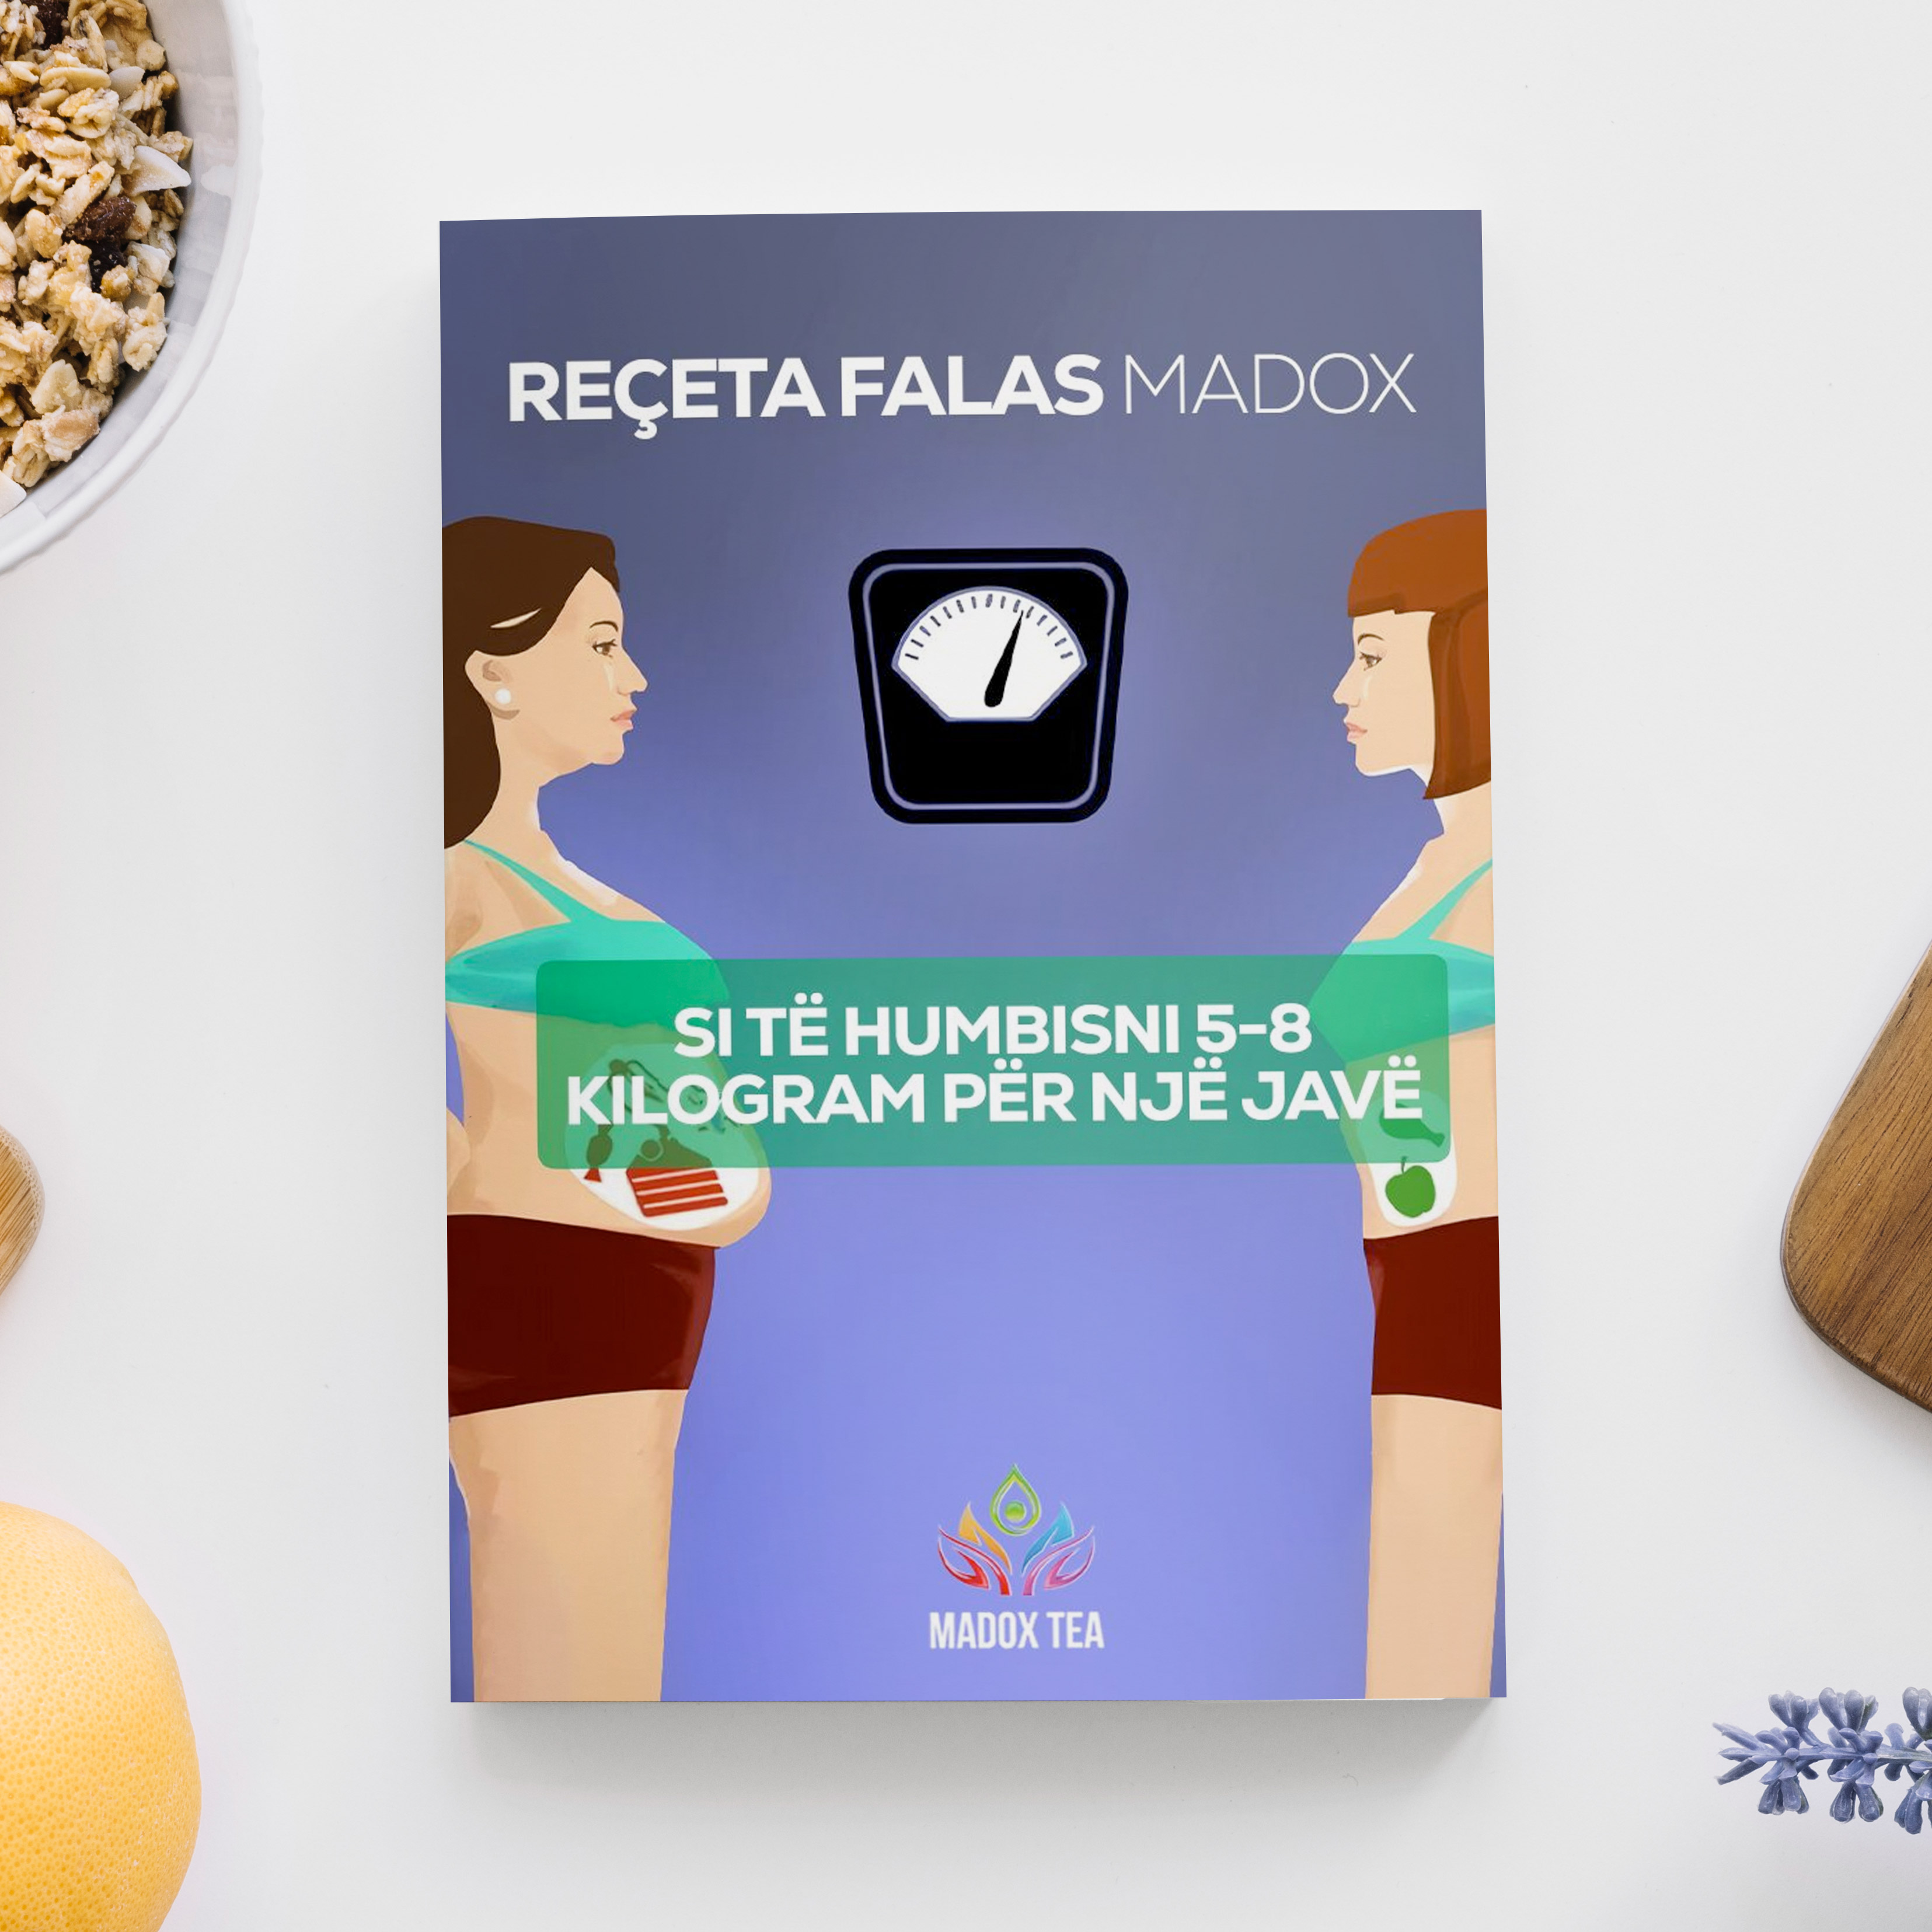 REÇETA FALAS MADOX
SI TË HUMBISNI 5-8
KILOGRAM PËR NJË JAVË
MADOX TEA